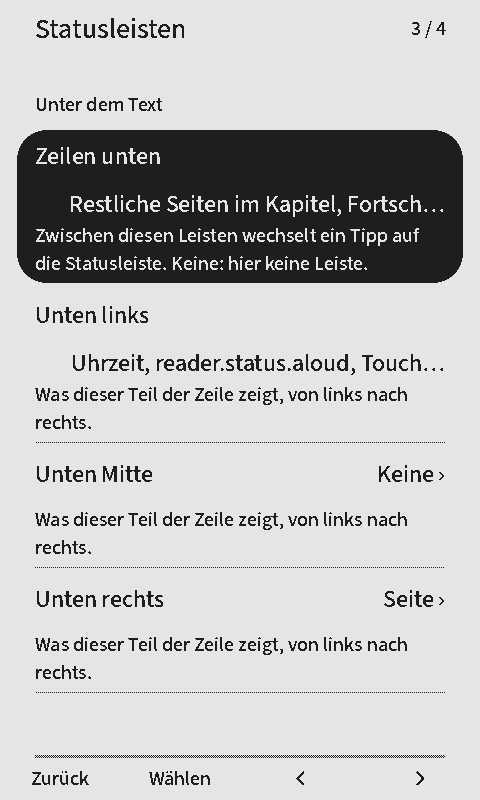 Statusleisten
3 / 4
Unter dem Text
Zeilen unten
Restliche Seiten im Kapitel, Fortsch…
Zwischen diesen Leisten wechselt ein Tipp auf
die Statusleiste. Keine: hier keine Leiste.
Unten links
Uhrzeit, reader.status.aloud, Touch…
Was dieser Teil der Zeile zeigt, von links nach
rechts.
Unten Mitte
Keine ›
Was dieser Teil der Zeile zeigt, von links nach
rechts.
Unten rechts
Seite ›
Was dieser Teil der Zeile zeigt, von links nach
rechts.
Zurück
Wählen